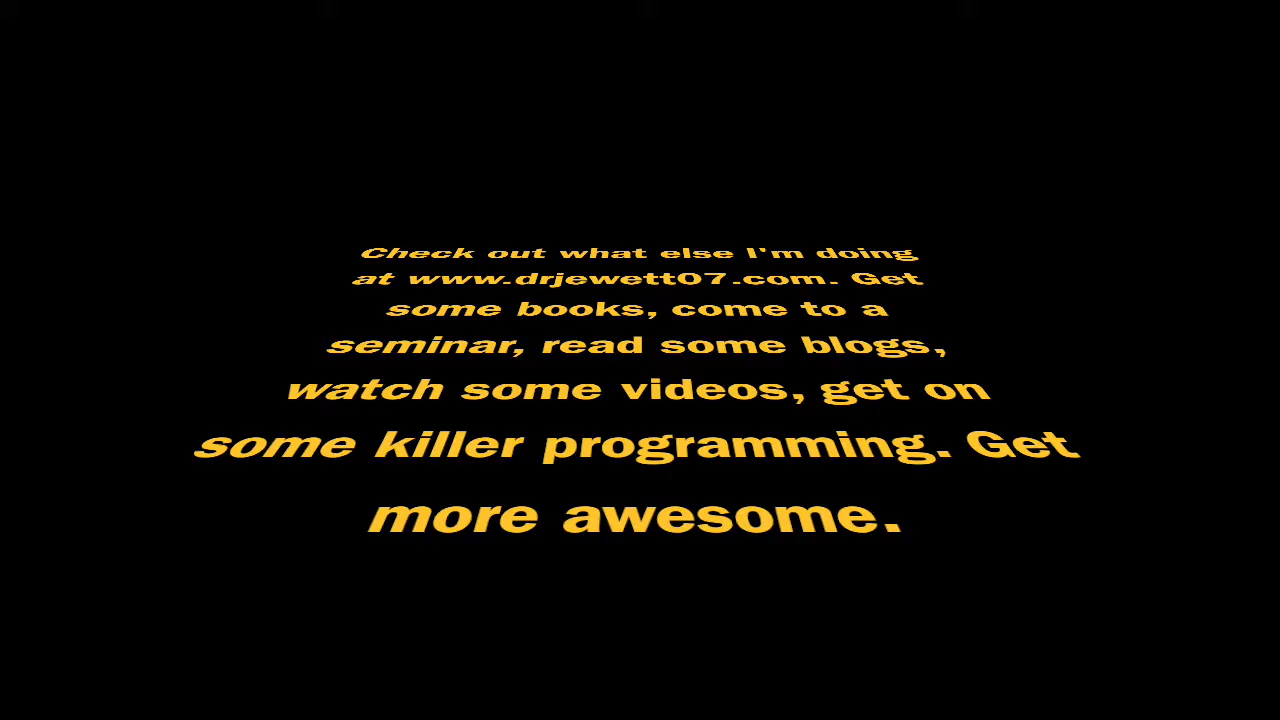 Check out what else I'm doing
at www.drjewett07.com. Get
some books, come to a
seminar, read some blogs,
watch some videos, get on
some killer programming. Get
more awesome.